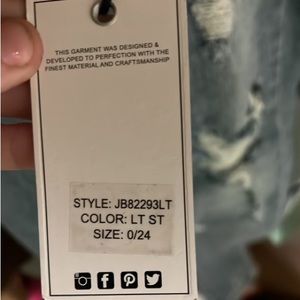 THIS GARMENT WAS DESIGNED &
DEVELOPED TO PERFECTION WITH THE
FINEST MATERIAL AND CRAFTSMANSHIP
STYLE: JB82293LT
COLOR: LT ST
SIZE: 0/24